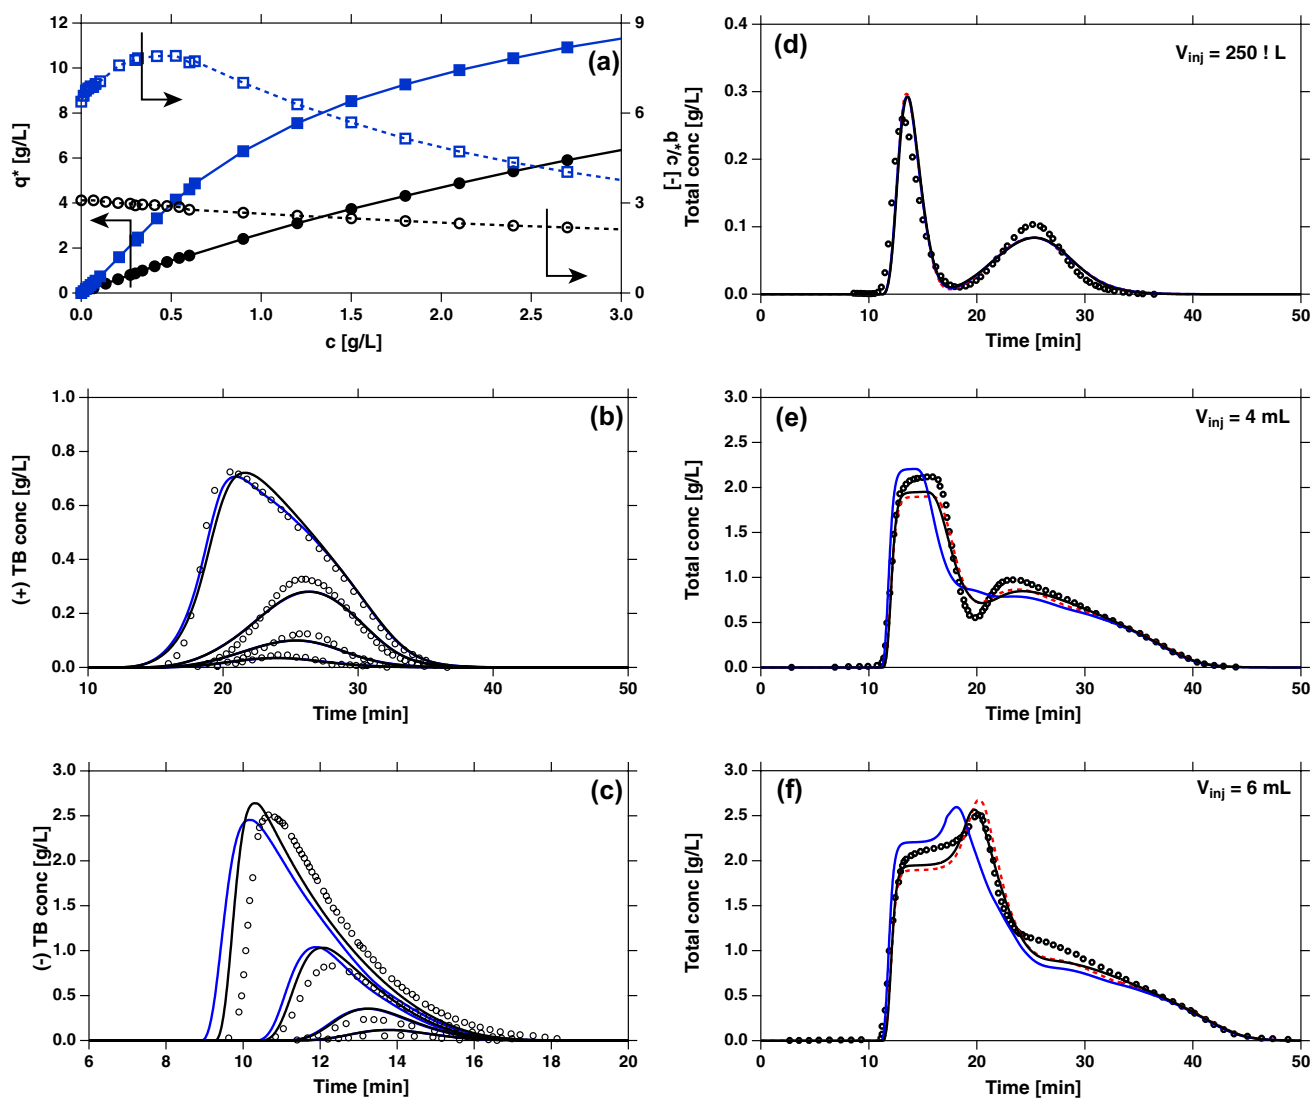 (a)
12
10
8
6
4
2
0
q* [g/L]
9
6
3
0
q*/c [-]
0.0 0.5 1.0 1.5 2.0 2.5 3.0
c [g/L]
(b)
1.0
0.8
0.6
0.4
0.2
0.0
(+) TB conc [g/L]
10 20 30 40 50
Time [min]
(c)
3.0
2.5
2.0
1.5
1.0
0.5
0.0
(-) TB conc [g/L]
6 8 10 12 14 16 18 20
Time [min]
(d)
V_inj = 250 ! L
0.4
0.3
0.2
0.1
0.0
Total conc [g/L]
0 10 20 30 40 50
Time [min]
(e)
V_inj = 4 mL
3.0
2.5
2.0
1.5
1.0
0.5
0.0
Total conc [g/L]
0 10 20 30 40 50
Time [min]
(f)
V_inj = 6 mL
3.0
2.5
2.0
1.5
1.0
0.5
0.0
Total conc [g/L]
0 10 20 30 40 50
Time [min]